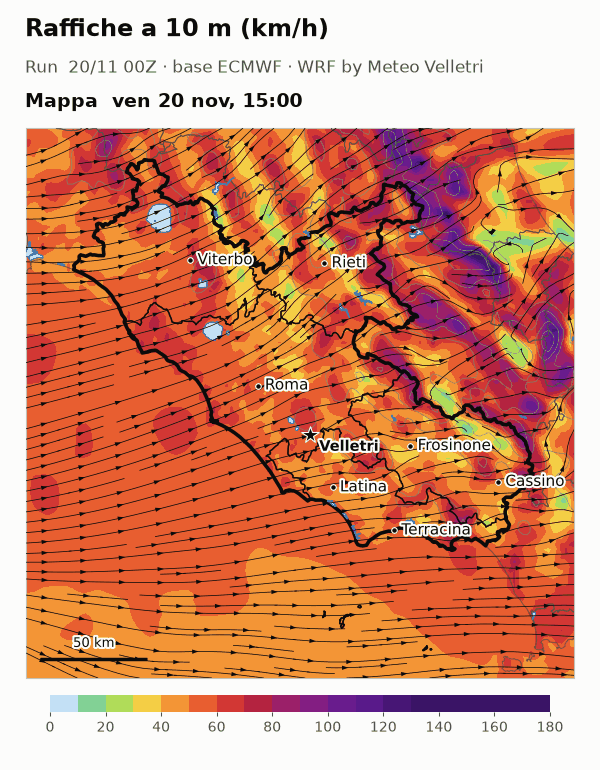 Raffiche a 10 m (km/h)
Run 20/11 00Z · base ECMWF · WRF by Meteo Velletri
Mappa ven 20 nov, 15:00
Viterbo
Rieti
Roma
Velletri
Frosinone
Cassino
Latina
Terracina
50 km
0 20 40 60 80 100 120 140 160 180